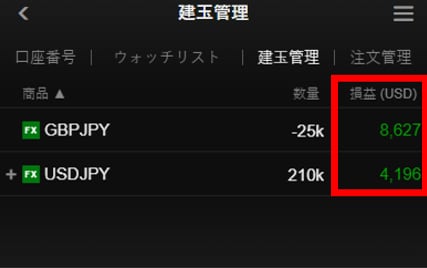 建玉管理
口座番号 | ウォッチリスト | 建玉管理 | 注文管理
商品 ▲ 数量 損益 (USD)
FX GBPJPY -25k 8,627
+ FX USDJPY 210k 4,196